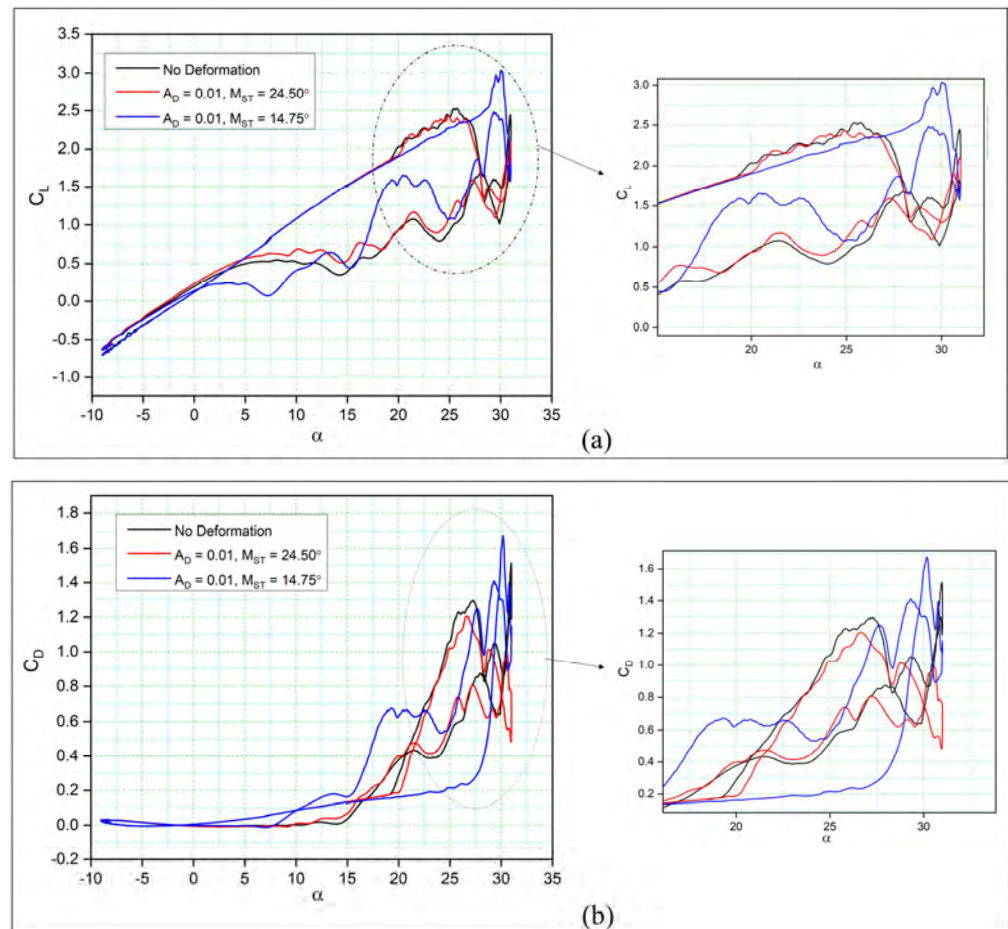 3.5
3.0
2.5
2.0
1.5
1.0
0.5
0.0
-0.5
-1.0
C_L
No Deformation
A_D = 0.01, M_ST = 24.50°
A_D = 0.01, M_ST = 14.75°
-10 -5 0 5 10 15 20 25 30 35
α
3.0
2.5
2.0
1.5
1.0
0.5
0.0
C_L
20 25 30
α
(a)
1.8
1.6
1.4
1.2
1.0
0.8
0.6
0.4
0.2
0.0
-0.2
C_D
No Deformation
A_D = 0.01, M_ST = 24.50°
A_D = 0.01, M_ST = 14.75°
-10 -5 0 5 10 15 20 25 30 35
α
1.6
1.4
1.2
1.0
0.8
0.6
0.4
0.2
C_D
20 25 30
α
(b)